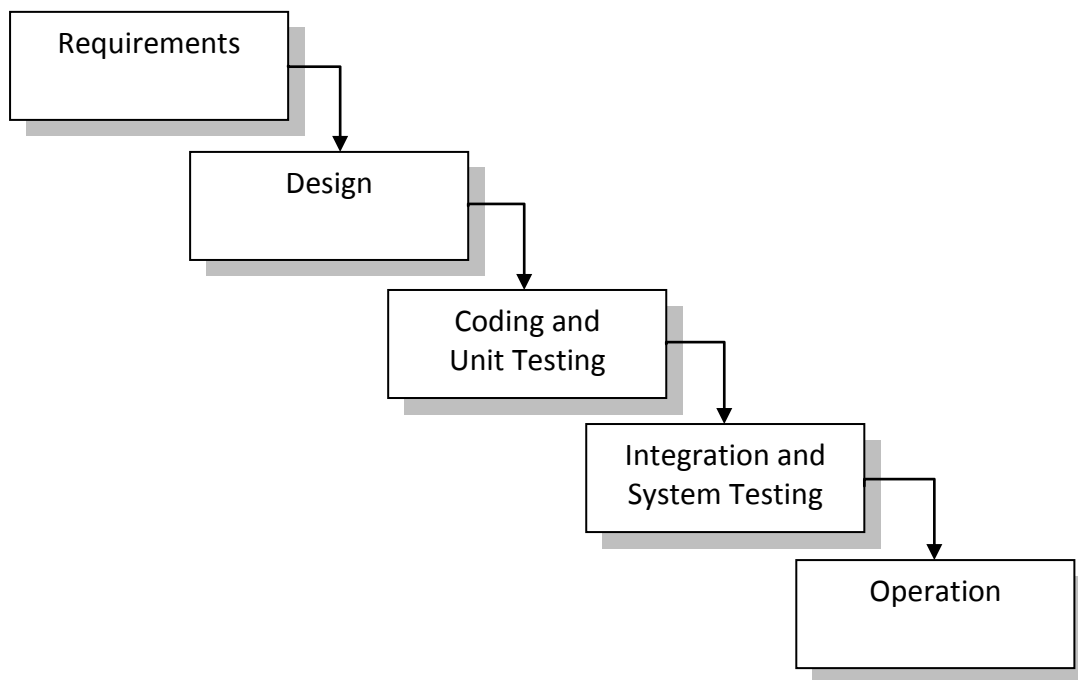 Requirements
Design
Coding and
Unit Testing
Integration and
System Testing
Operation